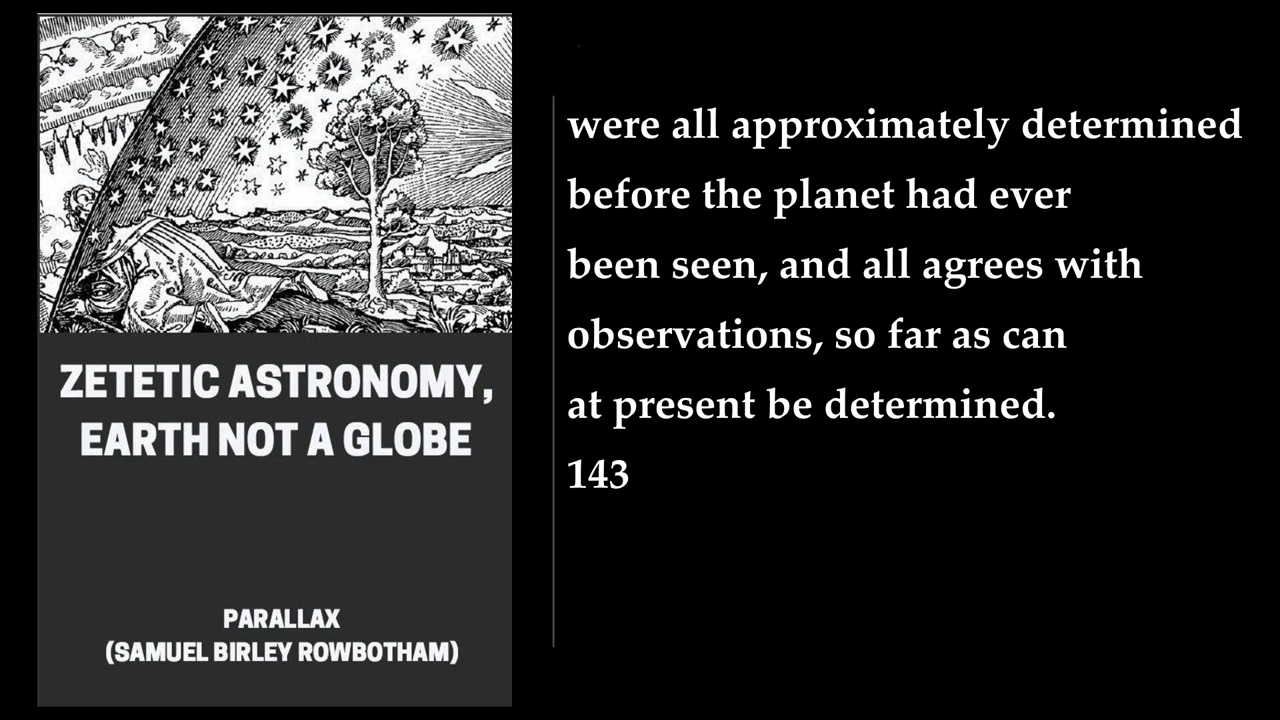 ZETETIC ASTRONOMY,
EARTH NOT A GLOBE
PARALLAX
(SAMUEL BIRLEY ROWBOTHAM)
were all approximately determined
before the planet had ever
been seen, and all agrees with
observations, so far as can
at present be determined.
143